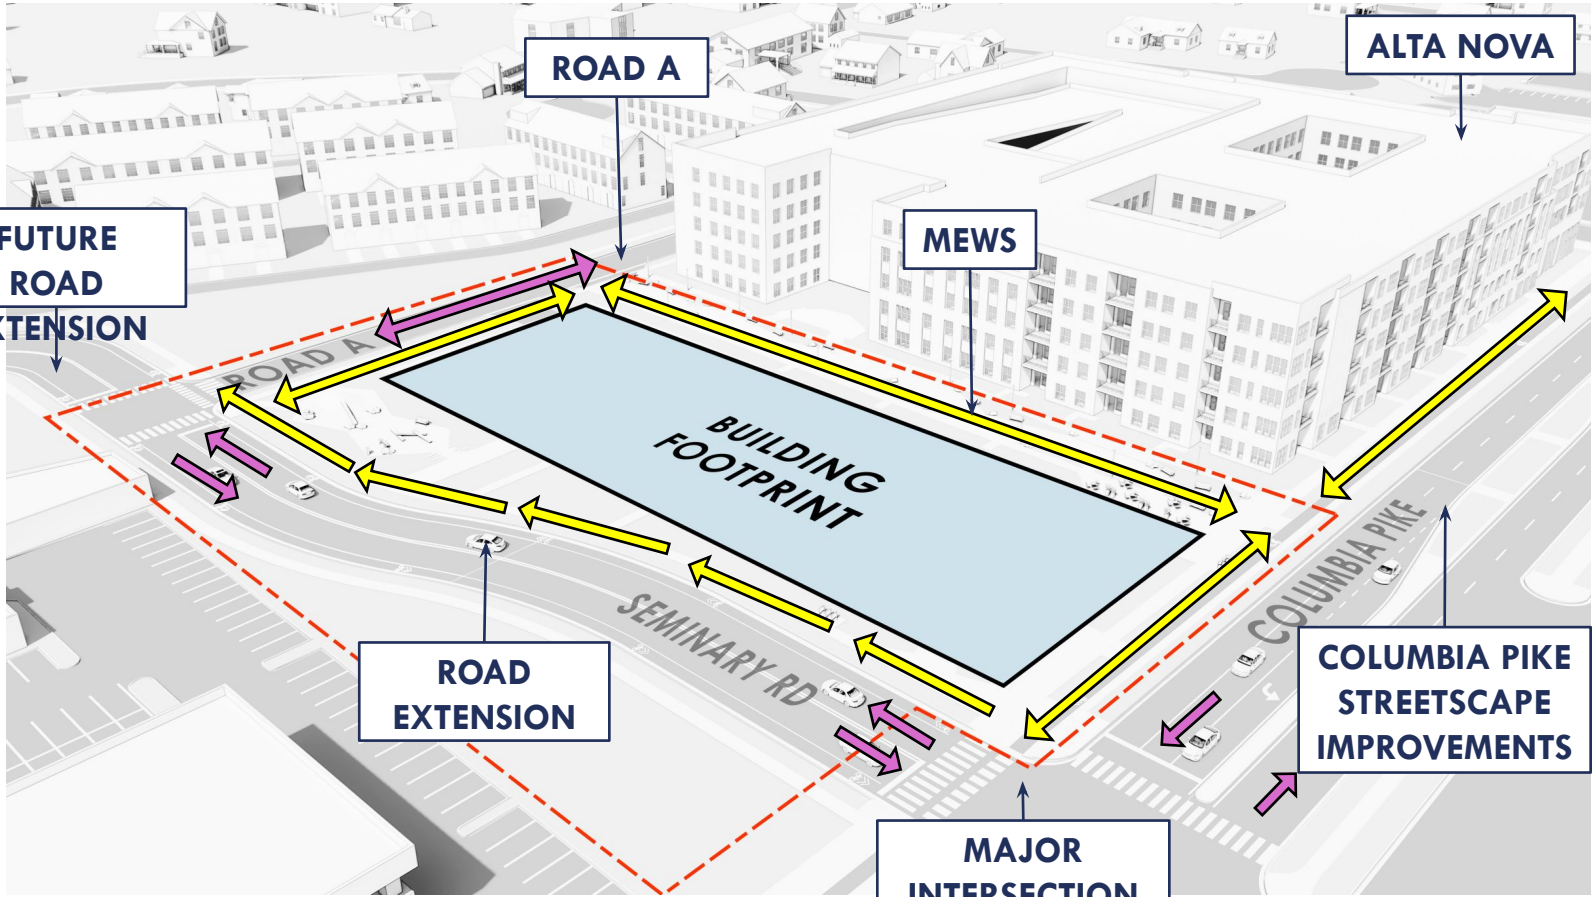 ALTA NOVA
ROAD A
FUTURE
ROAD
XTENSION
MEWS
ROAD A
BUILDING
FOOTPRINT
COLUMBIA PIKE
SEMINARY RD
ROAD
EXTENSION
COLUMBIA PIKE
STREETSCAPE
IMPROVEMENTS
MAJOR
INTERSECTION